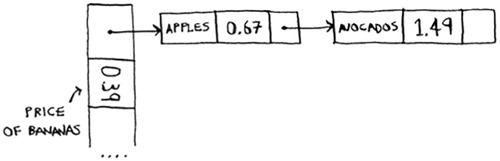 APPLES 0.67 AVOCADOS 1.49
0.39
PRICE
OF BANANAS
....